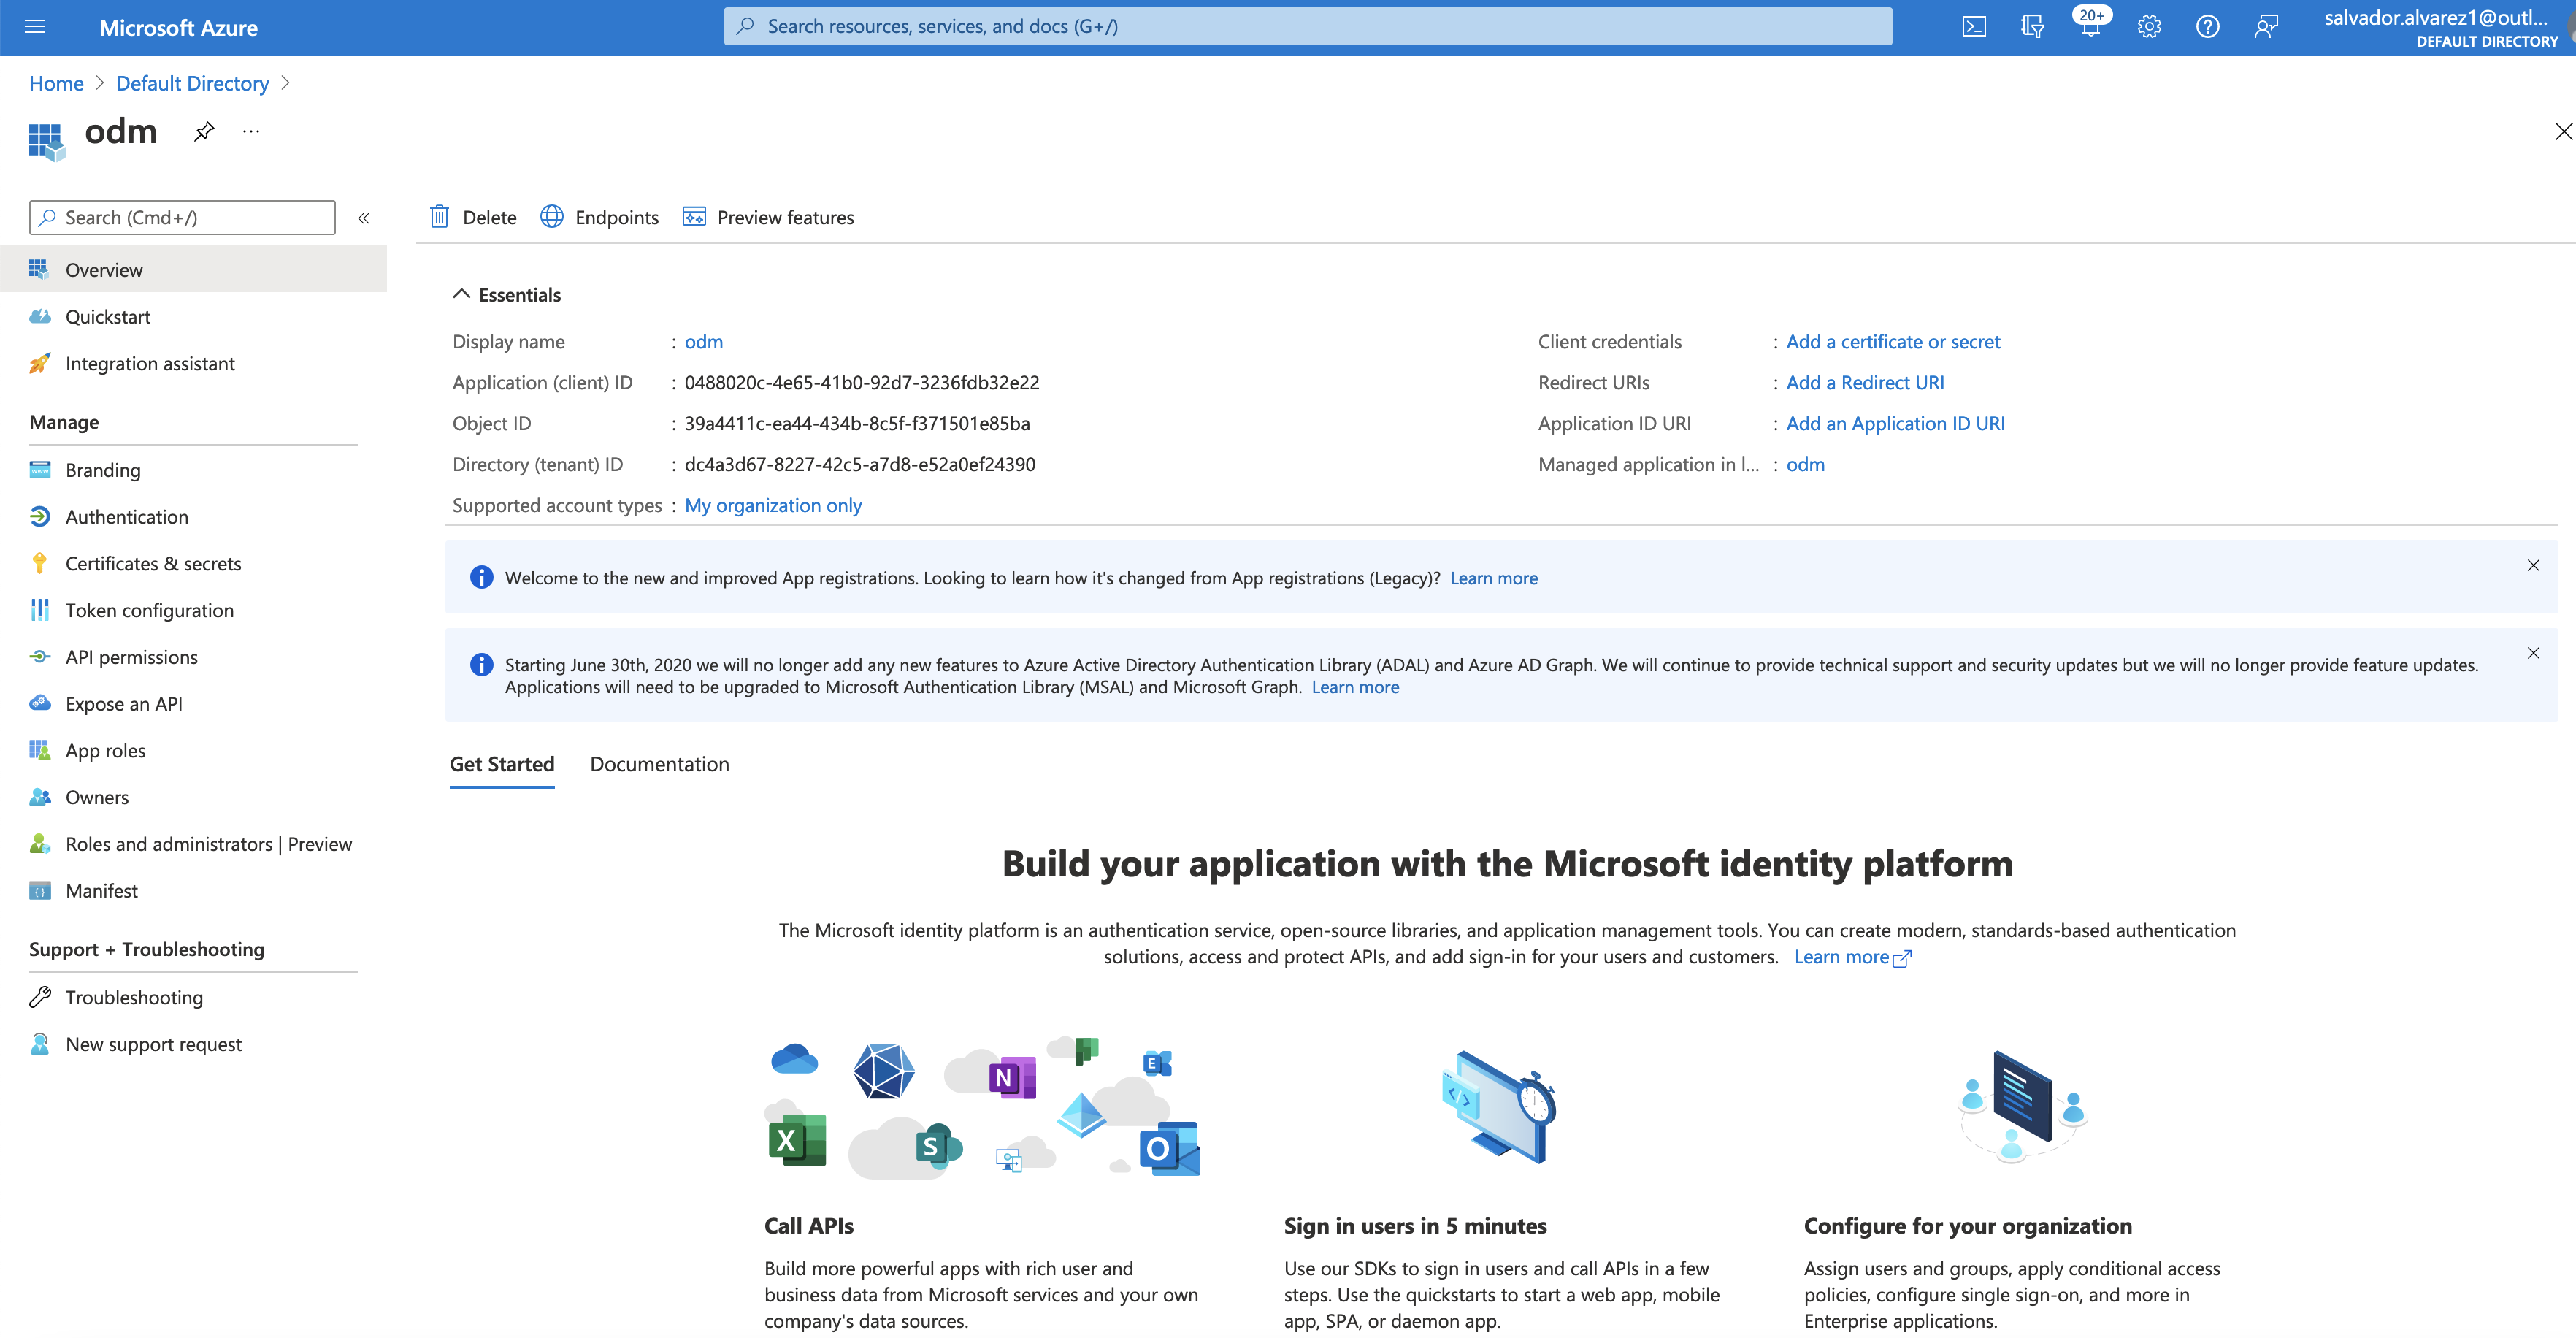 Microsoft Azure
Search resources, services, and docs (G+/)
20+
salvador.alvarez1@outl...
DEFAULT DIRECTORY
Home > Default Directory >
odm
...
Search (Cmd+/)
«
Overview
Quickstart
Integration assistant
Manage
Branding
Authentication
Certificates & secrets
Token configuration
API permissions
Expose an API
App roles
Owners
Roles and administrators | Preview
Manifest
Support + Troubleshooting
Troubleshooting
New support request
Delete Endpoints Preview features
Essentials
Display name : odm
Application (client) ID : 0488020c-4e65-41b0-92d7-3236fdb32e22
Object ID : 39a4411c-ea44-434b-8c5f-f371501e85ba
Directory (tenant) ID : dc4a3d67-8227-42c5-a7d8-e52a0ef24390
Supported account types : My organization only
Client credentials : Add a certificate or secret
Redirect URIs : Add a Redirect URI
Application ID URI : Add an Application ID URI
Managed application in l... : odm
Welcome to the new and improved App registrations. Looking to learn how it's changed from App registrations (Legacy)? Learn more
Starting June 30th, 2020 we will no longer add any new features to Azure Active Directory Authentication Library (ADAL) and Azure AD Graph. We will continue to provide technical support and security updates but we will no longer provide feature updates.
Applications will need to be upgraded to Microsoft Authentication Library (MSAL) and Microsoft Graph. Learn more
Get Started Documentation
Build your application with the Microsoft identity platform
The Microsoft identity platform is an authentication service, open-source libraries, and application management tools. You can create modern, standards-based authentication
solutions, access and protect APIs, and add sign-in for your users and customers. Learn more
N
E
X
S
O
Call APIs
Build more powerful apps with rich user and
business data from Microsoft services and your own
company's data sources.
Sign in users in 5 minutes
Use our SDKs to sign in users and call APIs in a few
steps. Use the quickstarts to start a web app, mobile
app, SPA, or daemon app.
Configure for your organization
Assign users and groups, apply conditional access
policies, configure single sign-on, and more in
Enterprise applications.